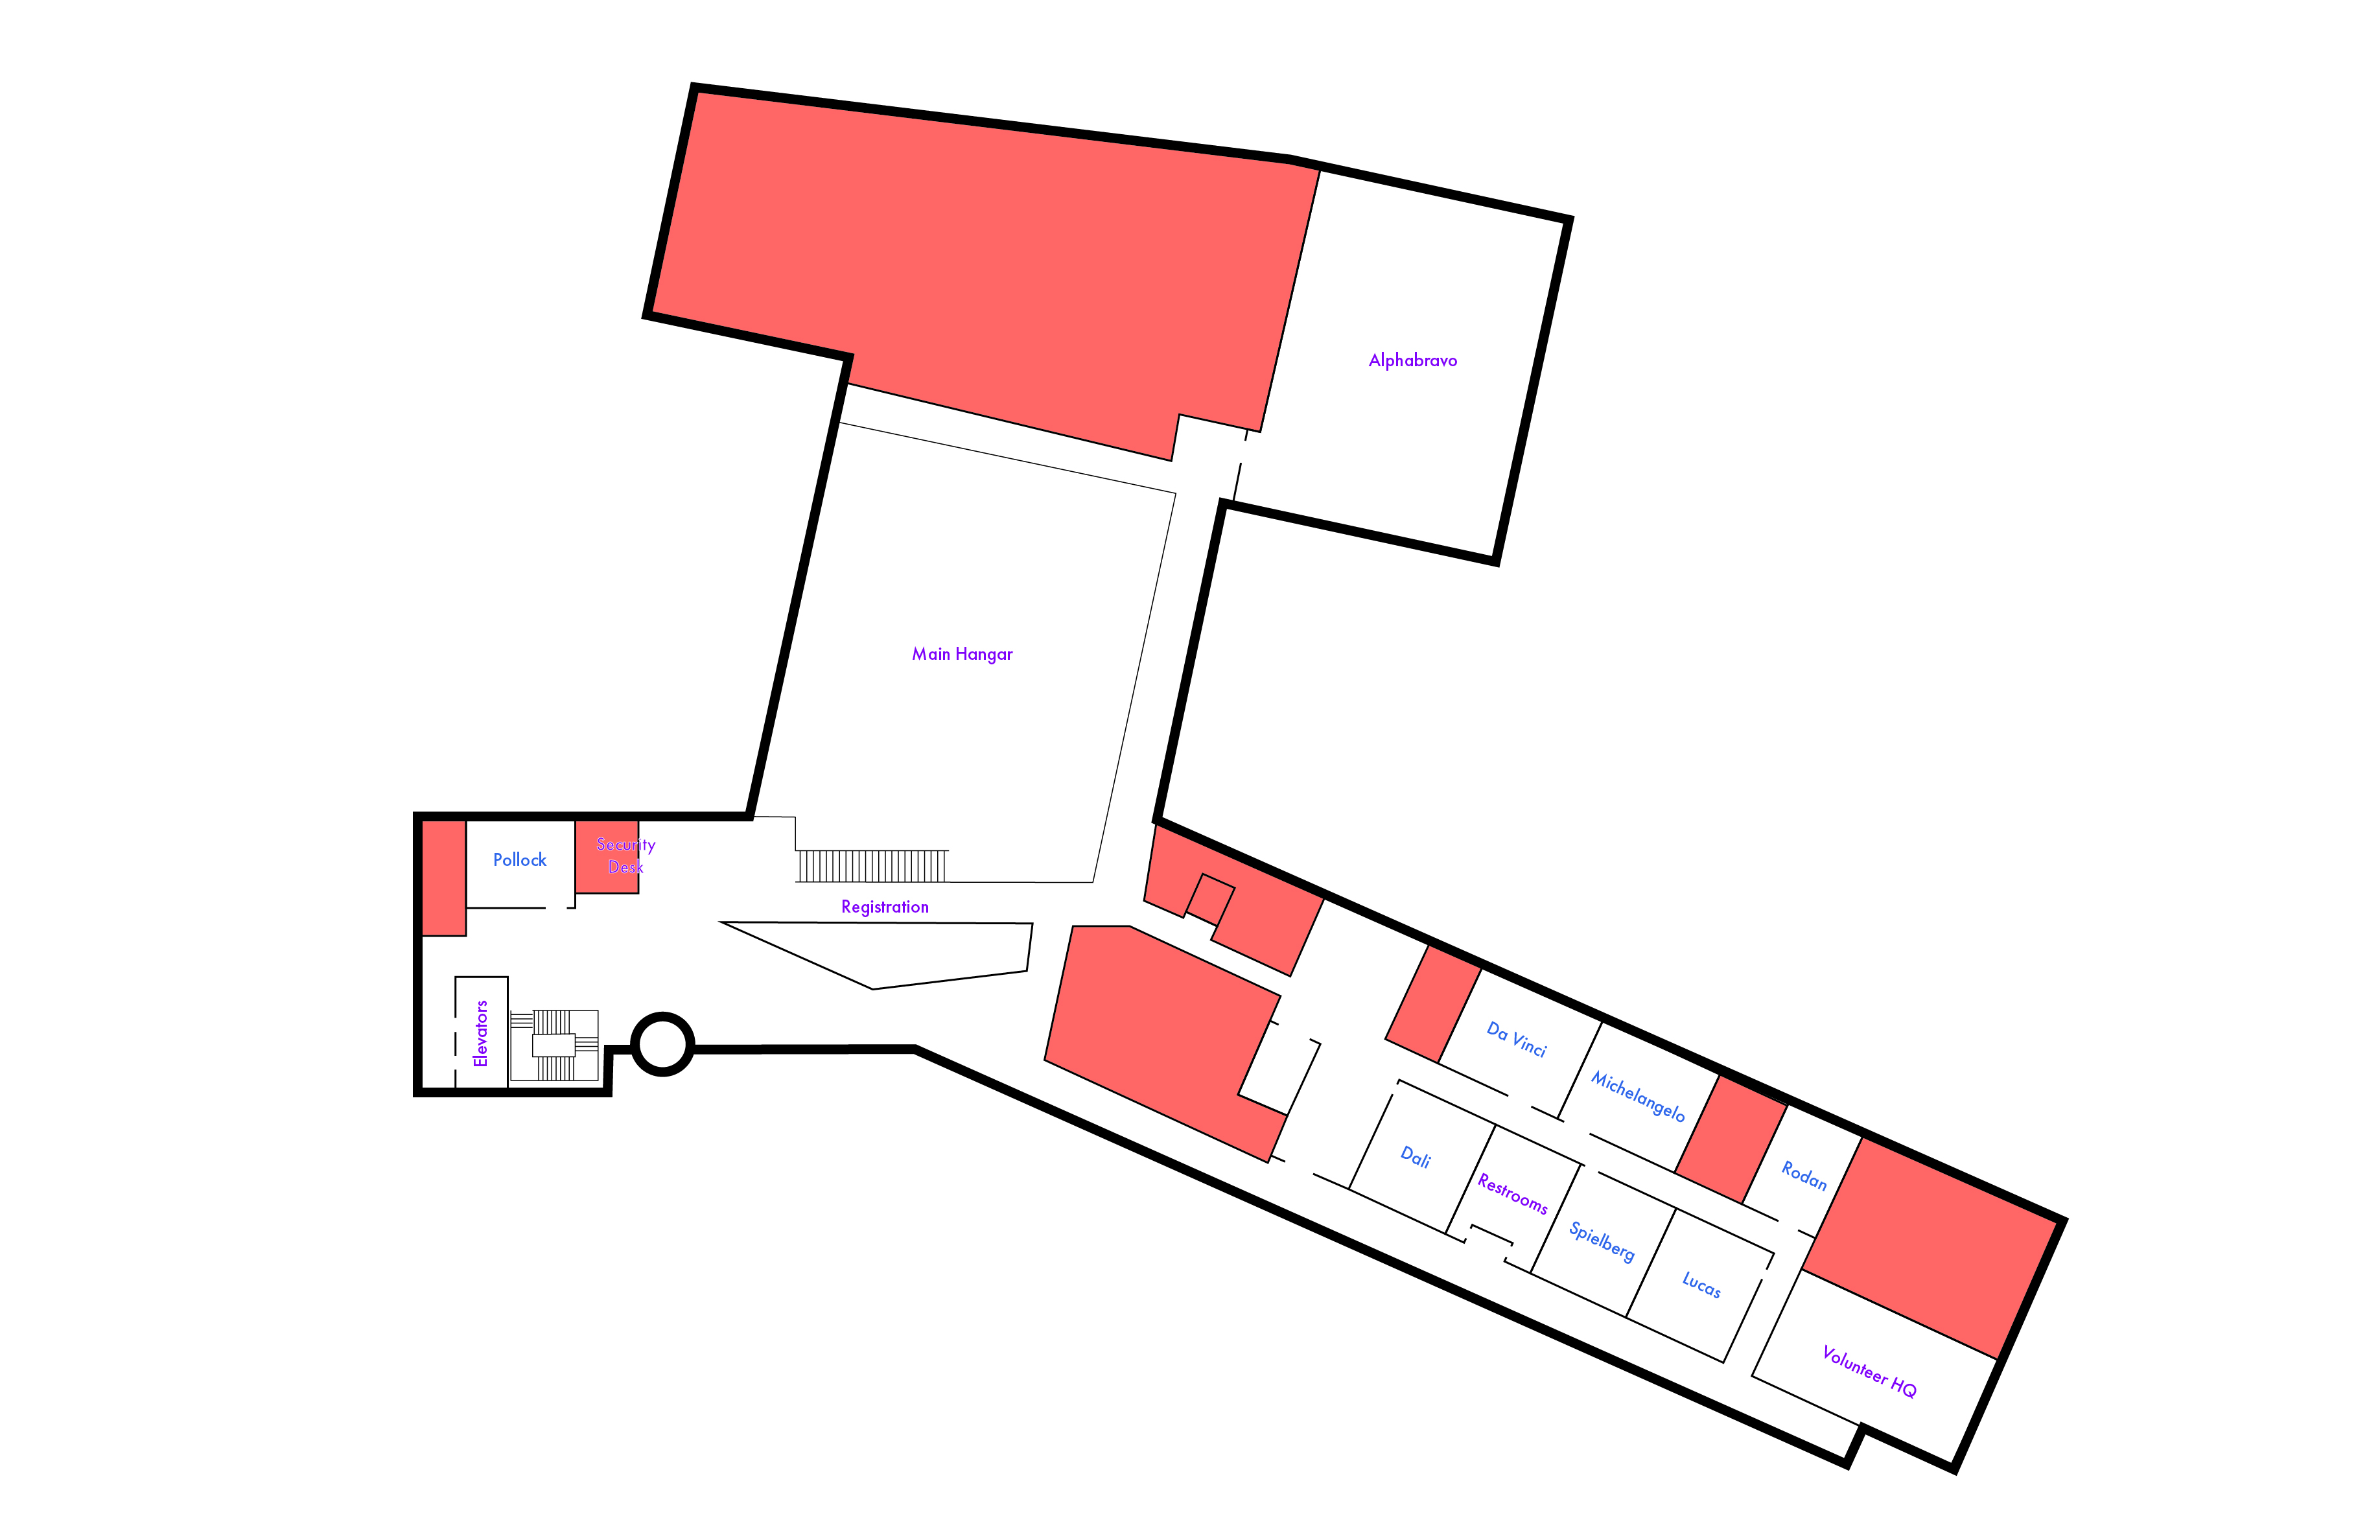 Alphabravo
Main Hangar
Security
Desk
Pollock
Registration
Elevators
Da Vinci
Michelangelo
Dali
Rodan
Restrooms
Spielberg
Lucas
Volunteer HQ